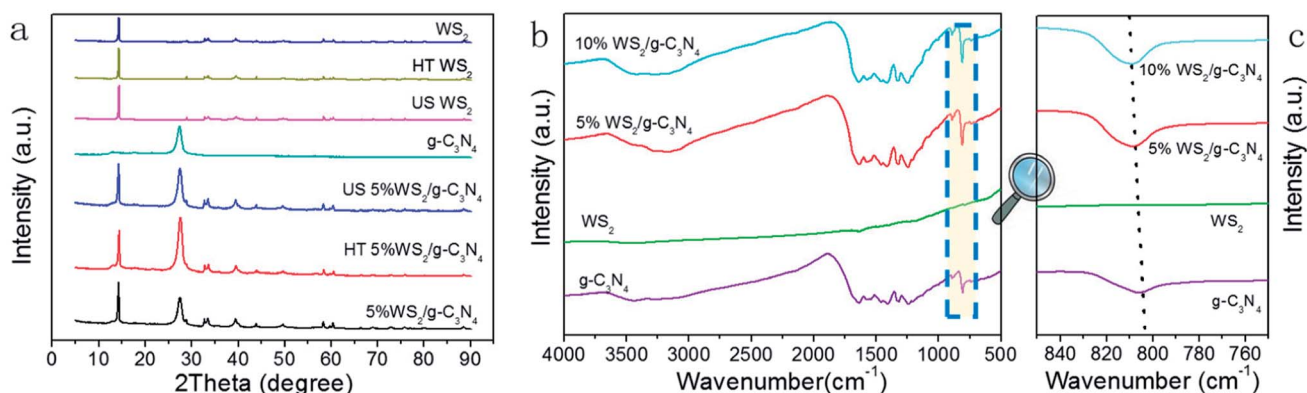 a
Intensity (a.u.)
WS₂
HT WS₂
US WS₂
g-C₃N₄
US 5%WS₂/g-C₃N₄
HT 5%WS₂/g-C₃N₄
5%WS₂/g-C₃N₄
0 10 20 30 40 50 60 70 80 90
2Theta (degree)
b
Intensity (a.u.)
10% WS₂/g-C₃N₄
5% WS₂/g-C₃N₄
WS₂
g-C₃N₄
4000 3500 3000 2500 2000 1500 1000 500
Wavenumber(cm⁻¹)
c
Intensity (a.u.)
10% WS₂/g-C₃N₄
5% WS₂/g-C₃N₄
WS₂
g-C₃N₄
840 820 800 780 760
Wavenumber (cm⁻¹)